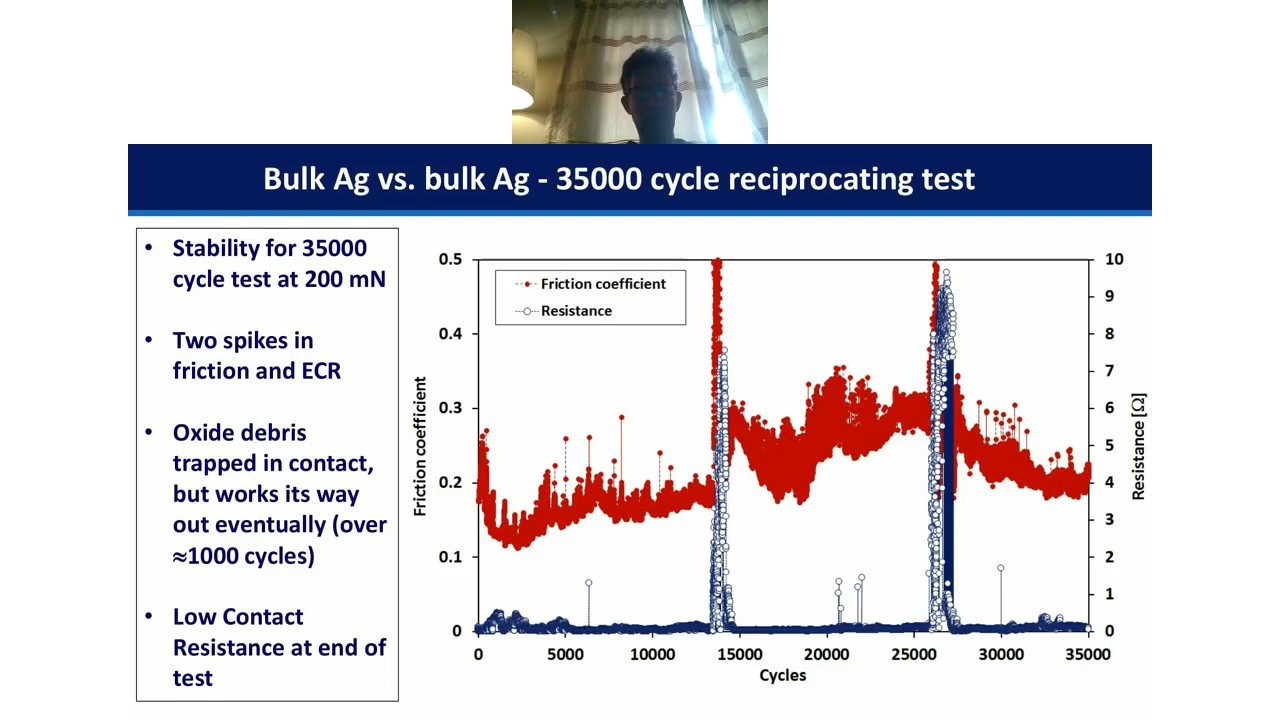 Bulk Ag vs. bulk Ag - 35000 cycle reciprocating test
• Stability for 35000
cycle test at 200 mN
• Two spikes in
friction and ECR
• Oxide debris
trapped in contact,
but works its way
out eventually (over
≈1000 cycles)
• Low Contact
Resistance at end of
test
Friction coefficient
Resistance
0.5
0.4
0.3
0.2
0.1
0
Friction coefficient
10
9
8
7
6
5
4
3
2
1
0
Resistance [Ω]
0 5000 10000 15000 20000 25000 30000 35000
Cycles